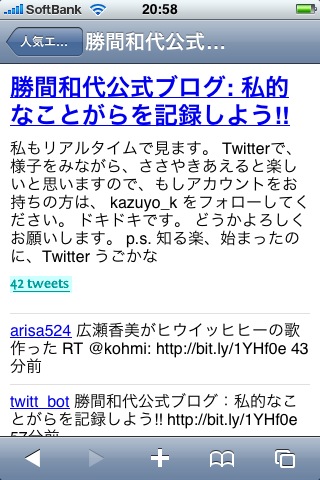 SoftBank 20:58
人気エ... 勝間和代公式...
勝間和代公式ブログ: 私的
なことがらを記録しよう!!
私もリアルタイムで見ます。 Twitterで、
様子をみながら、ささやきあえると楽し
いと思いますので、もしアカウントをお
持ちの方は、 kazuyo_k をフォローしてく
ださい。 ドキドキです。 どうかよろしく
お願いします。 p.s. 知る楽、始まったの
に、Twitter うごかな
42 tweets
arisa524 広瀬香美がヒウイッヒヒーの歌
作った RT @kohmi: http://bit.ly/1YHf0e 43
分前
twitt_bot 勝間和代公式ブログ：私的なこ
とがらを記録しよう!! http://bit.ly/1YHf0e
57分前